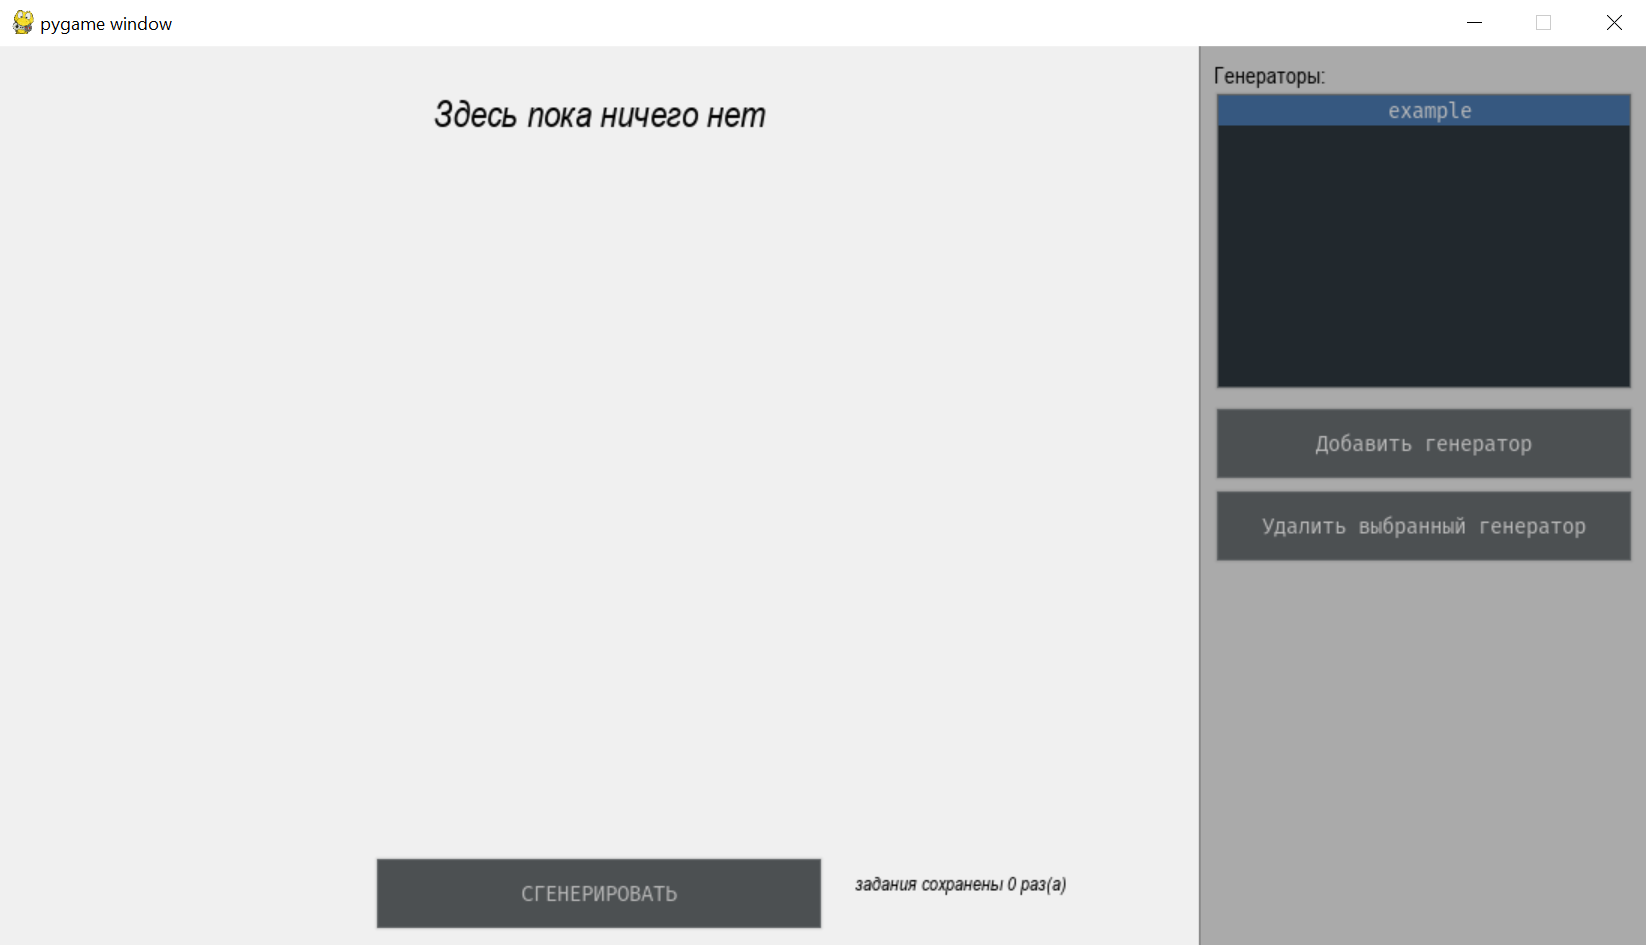 pygame window
Здесь пока ничего нет
Генераторы:
example
Добавить генератор
Удалить выбранный генератор
СГЕНЕРИРОВАТЬ
задания сохранены 0 раз(а)